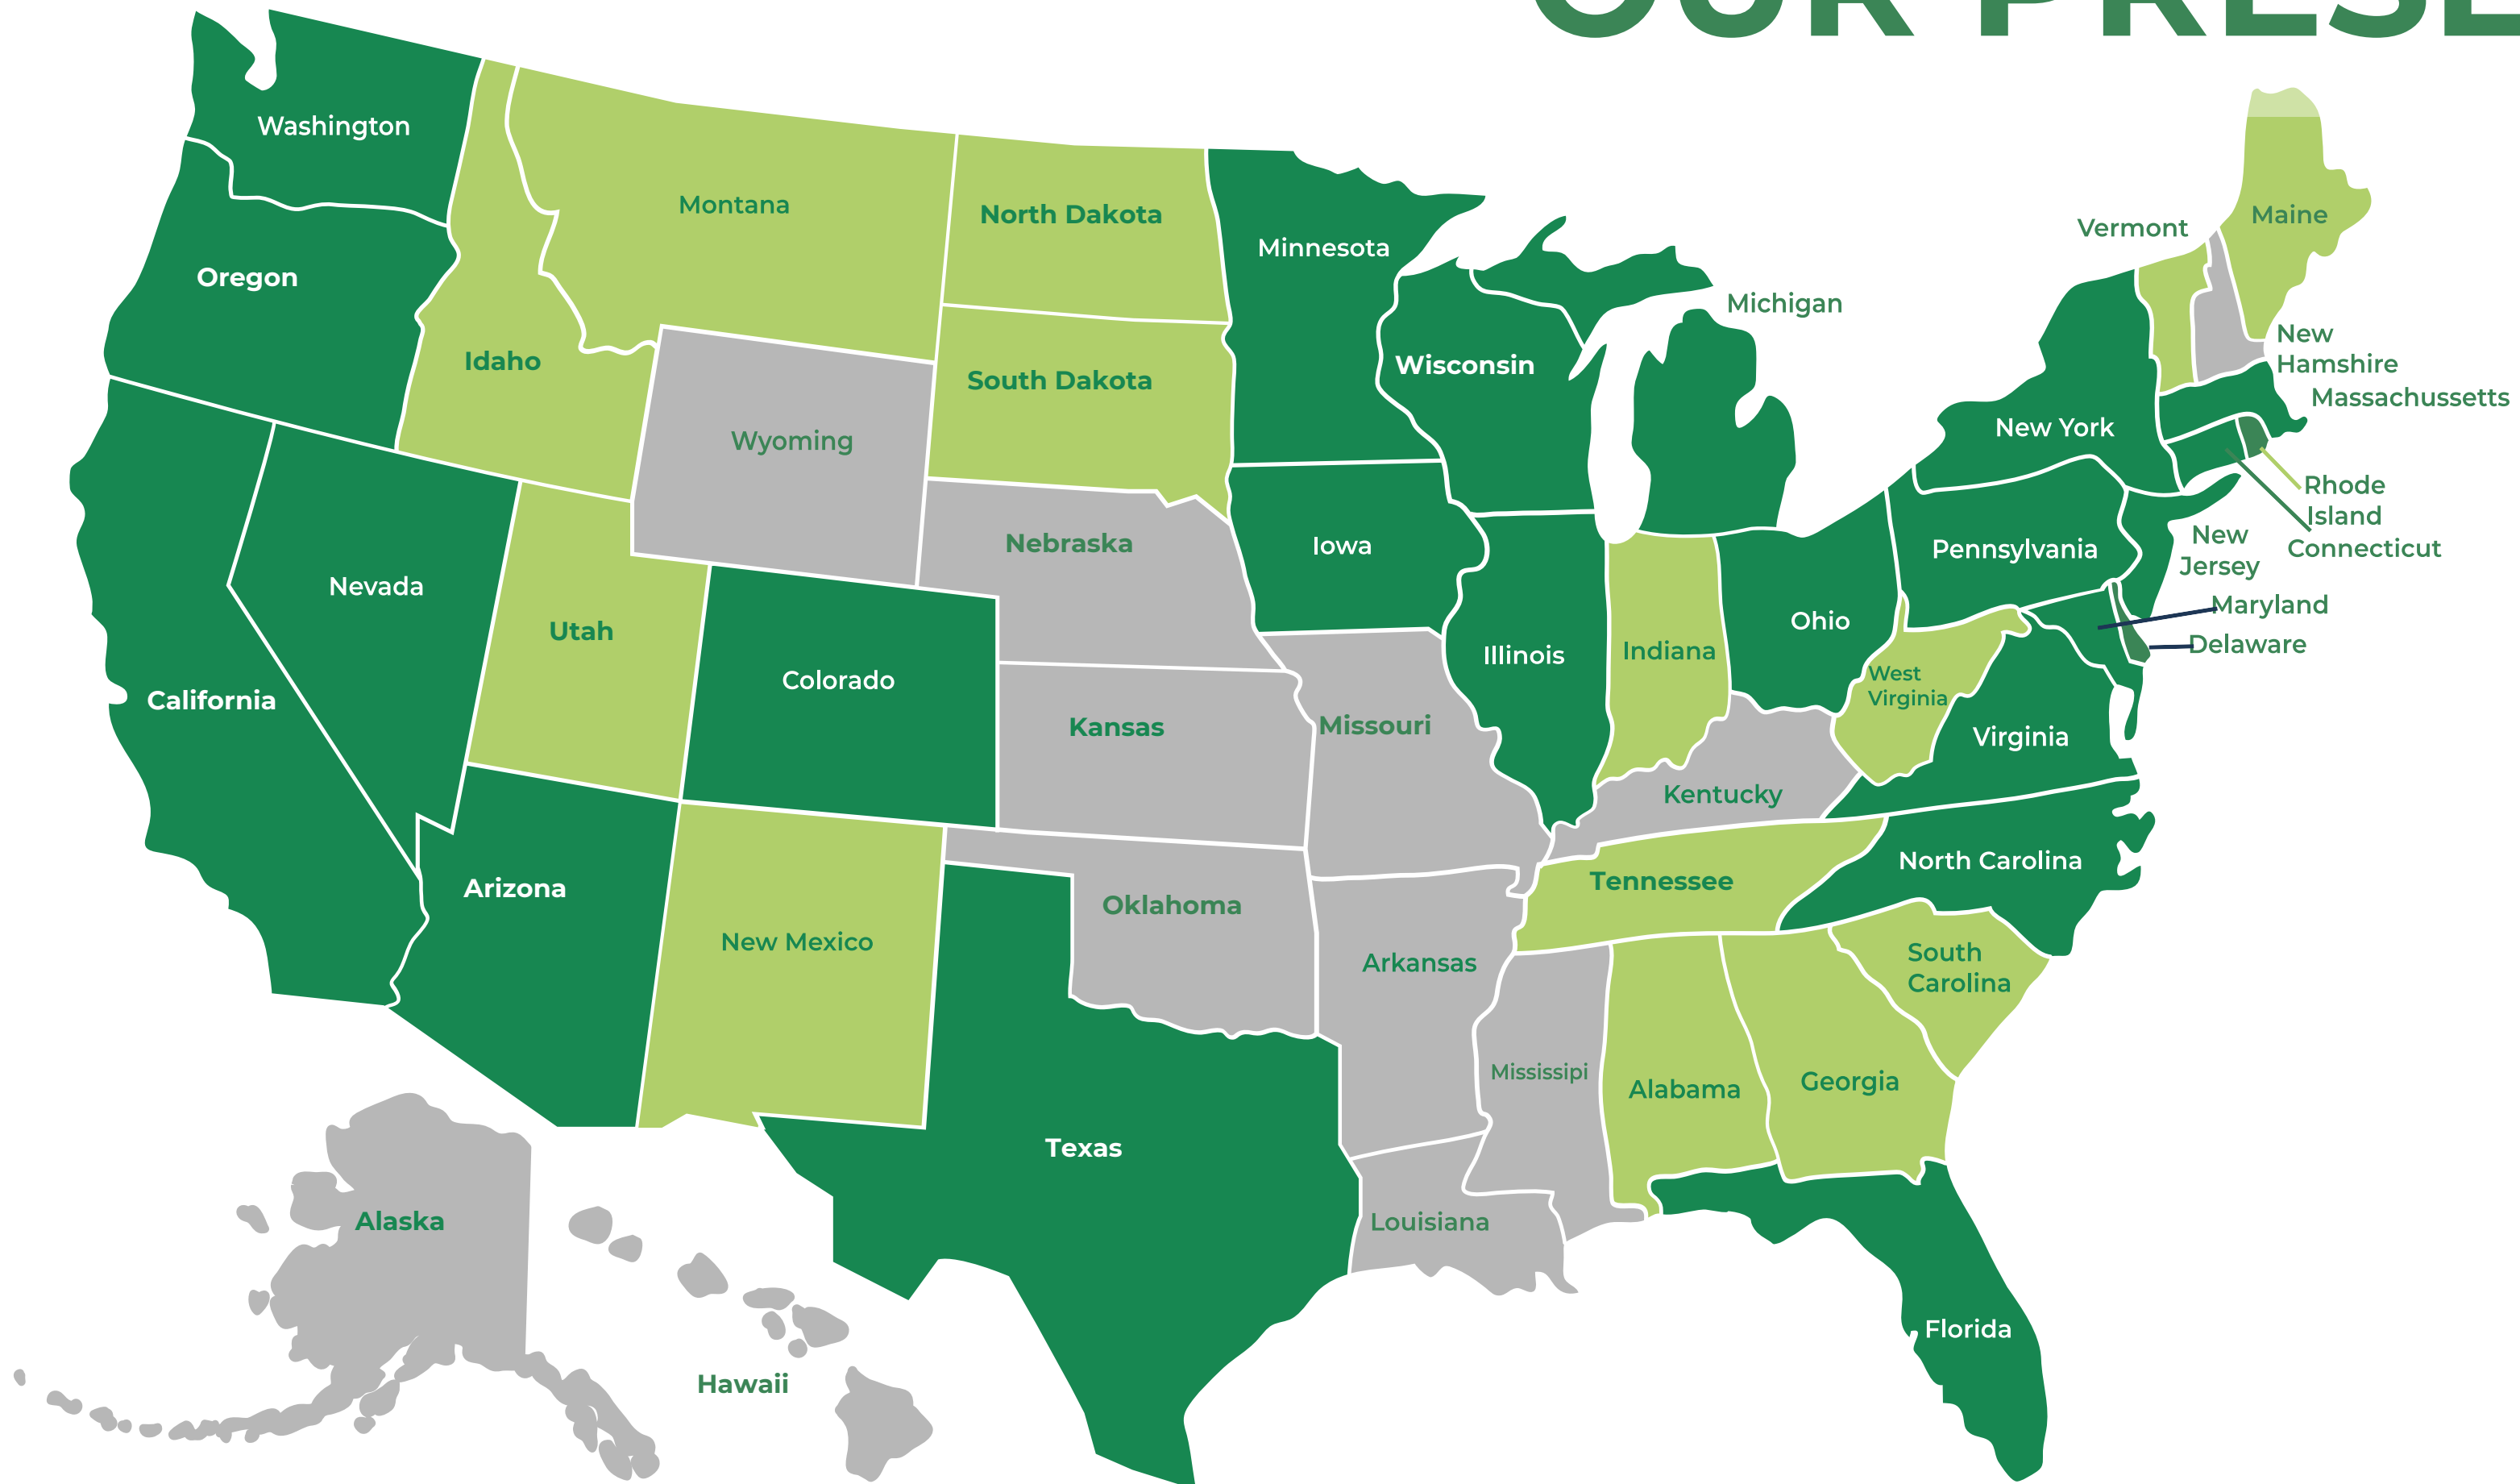 OUR PRESE
Washington
Montana
North Dakota
Maine
Vermont
Minnesota
Oregon
Michigan
New
Hamshire
Idaho
Wisconsin
South Dakota
Massachussetts
New York
Wyoming
Rhode
Island
Nebraska
Iowa
New
Jersey
Connecticut
Pennsylvania
Nevada
Maryland
Ohio
Utah
Delaware
Indiana
Illinois
West
Virginia
Colorado
California
Kansas
Missouri
Virginia
Kentucky
North Carolina
Tennessee
Arizona
Oklahoma
New Mexico
South
Carolina
Arkansas
Mississipi
Georgia
Alabama
Texas
Alaska
Louisiana
Florida
Hawaii